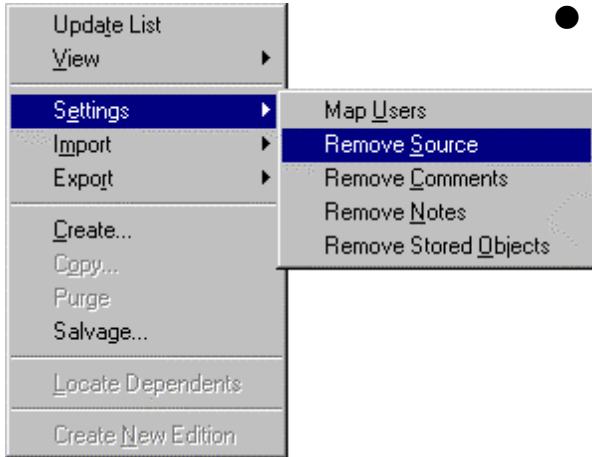 Update List
View
Settings
Import
Export
Create...
Copy...
Purge
Salvage...
Locate Dependents
Create New Edition
Map Users
Remove Source
Remove Comments
Remove Notes
Remove Stored Objects